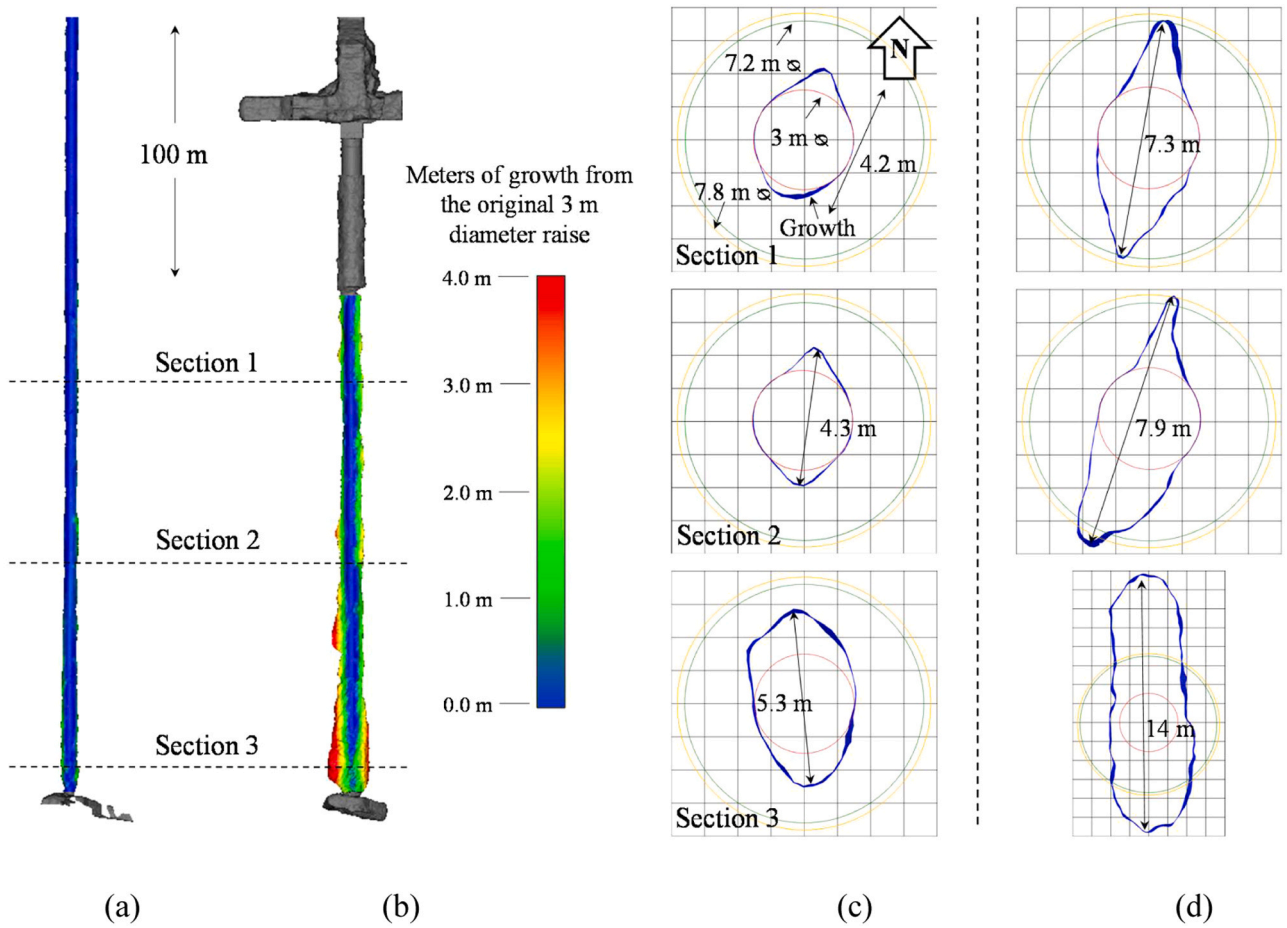 100 m
Meters of growth from
the original 3 m
diameter raise
4.0 m
3.0 m
2.0 m
1.0 m
0.0 m
Section 1
Section 2
Section 3
N
7.2 m ⌀
3 m ⌀
4.2 m
7.8 m ⌀
Growth
Section 1
4.3 m
Section 2
5.3 m
Section 3
7.3 m
7.9 m
14 m
(a)
(b)
(c)
(d)